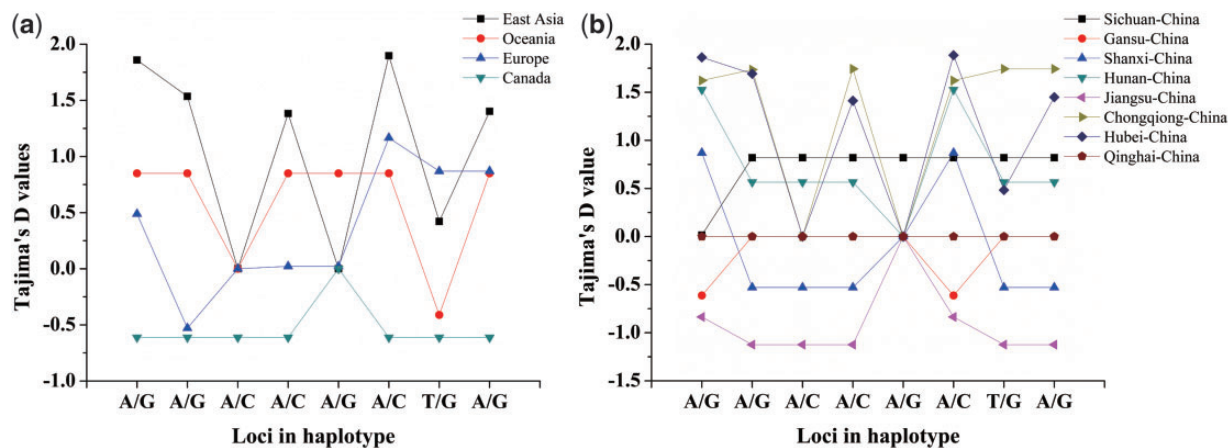 (a)
East Asia
Oceania
Europe
Canada
2.0
1.5
1.0
0.5
0.0
-0.5
-1.0
Tajima's D values
A/G A/G A/C A/C A/G A/C T/G A/G
Loci in haplotype
(b)
Sichuan-China
Gansu-China
Shanxi-China
Hunan-China
Jiangsu-China
Chongqiong-China
Hubei-China
Qinghai-China
2.0
1.5
1.0
0.5
0.0
-0.5
-1.0
-1.5
Tajima's D value
A/G A/G A/C A/C A/G A/C T/G A/G
Loci in haplotype